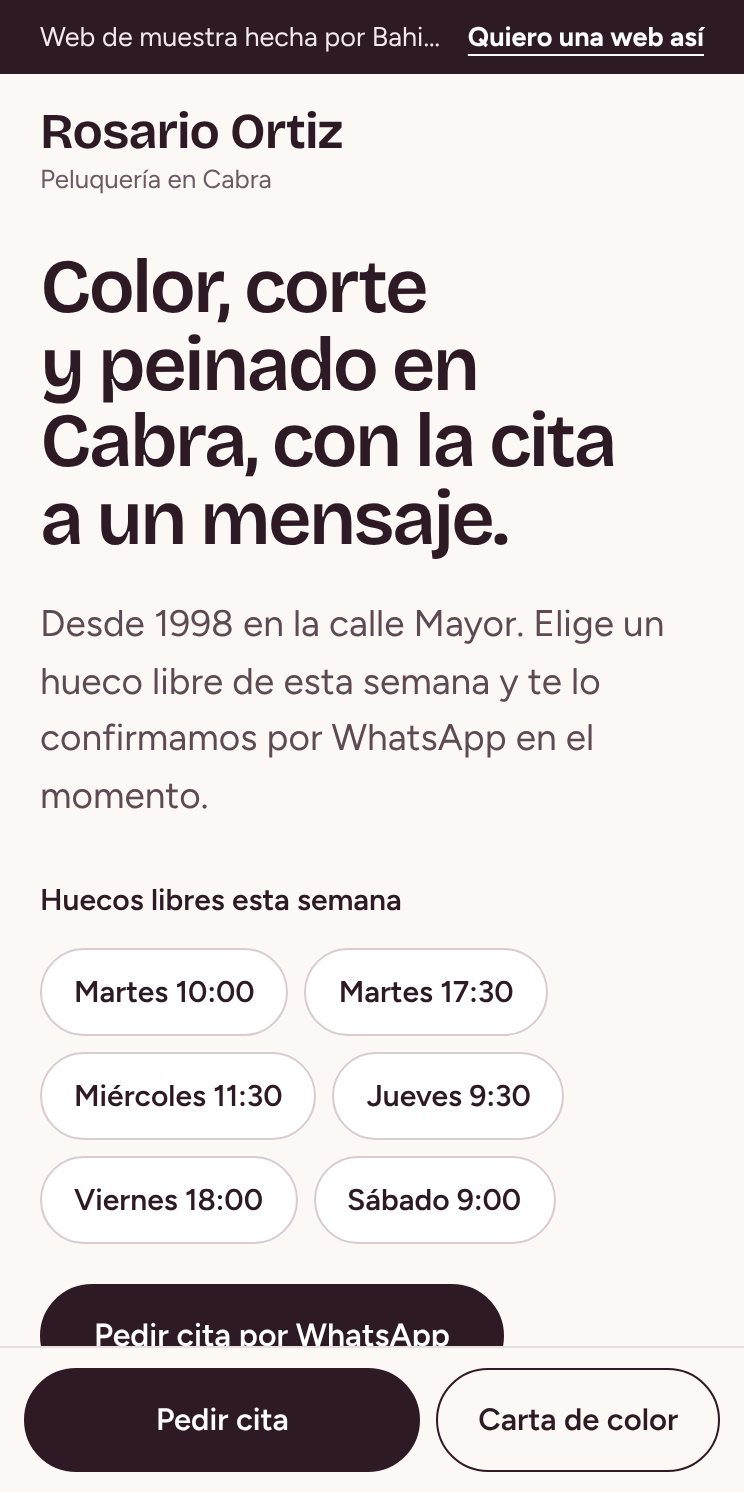 Web de muestra hecha por Bahi... Quiero una web así
Rosario Ortiz
Peluquería en Cabra
Color, corte
y peinado en
Cabra, con la cita
a un mensaje.
Desde 1998 en la calle Mayor. Elige un
hueco libre de esta semana y te lo
confirmamos por WhatsApp en el
momento.
Huecos libres esta semana
Martes 10:00 Martes 17:30
Miércoles 11:30 Jueves 9:30
Viernes 18:00 Sábado 9:00
Pedir cita por WhatsApp
Pedir cita Carta de color